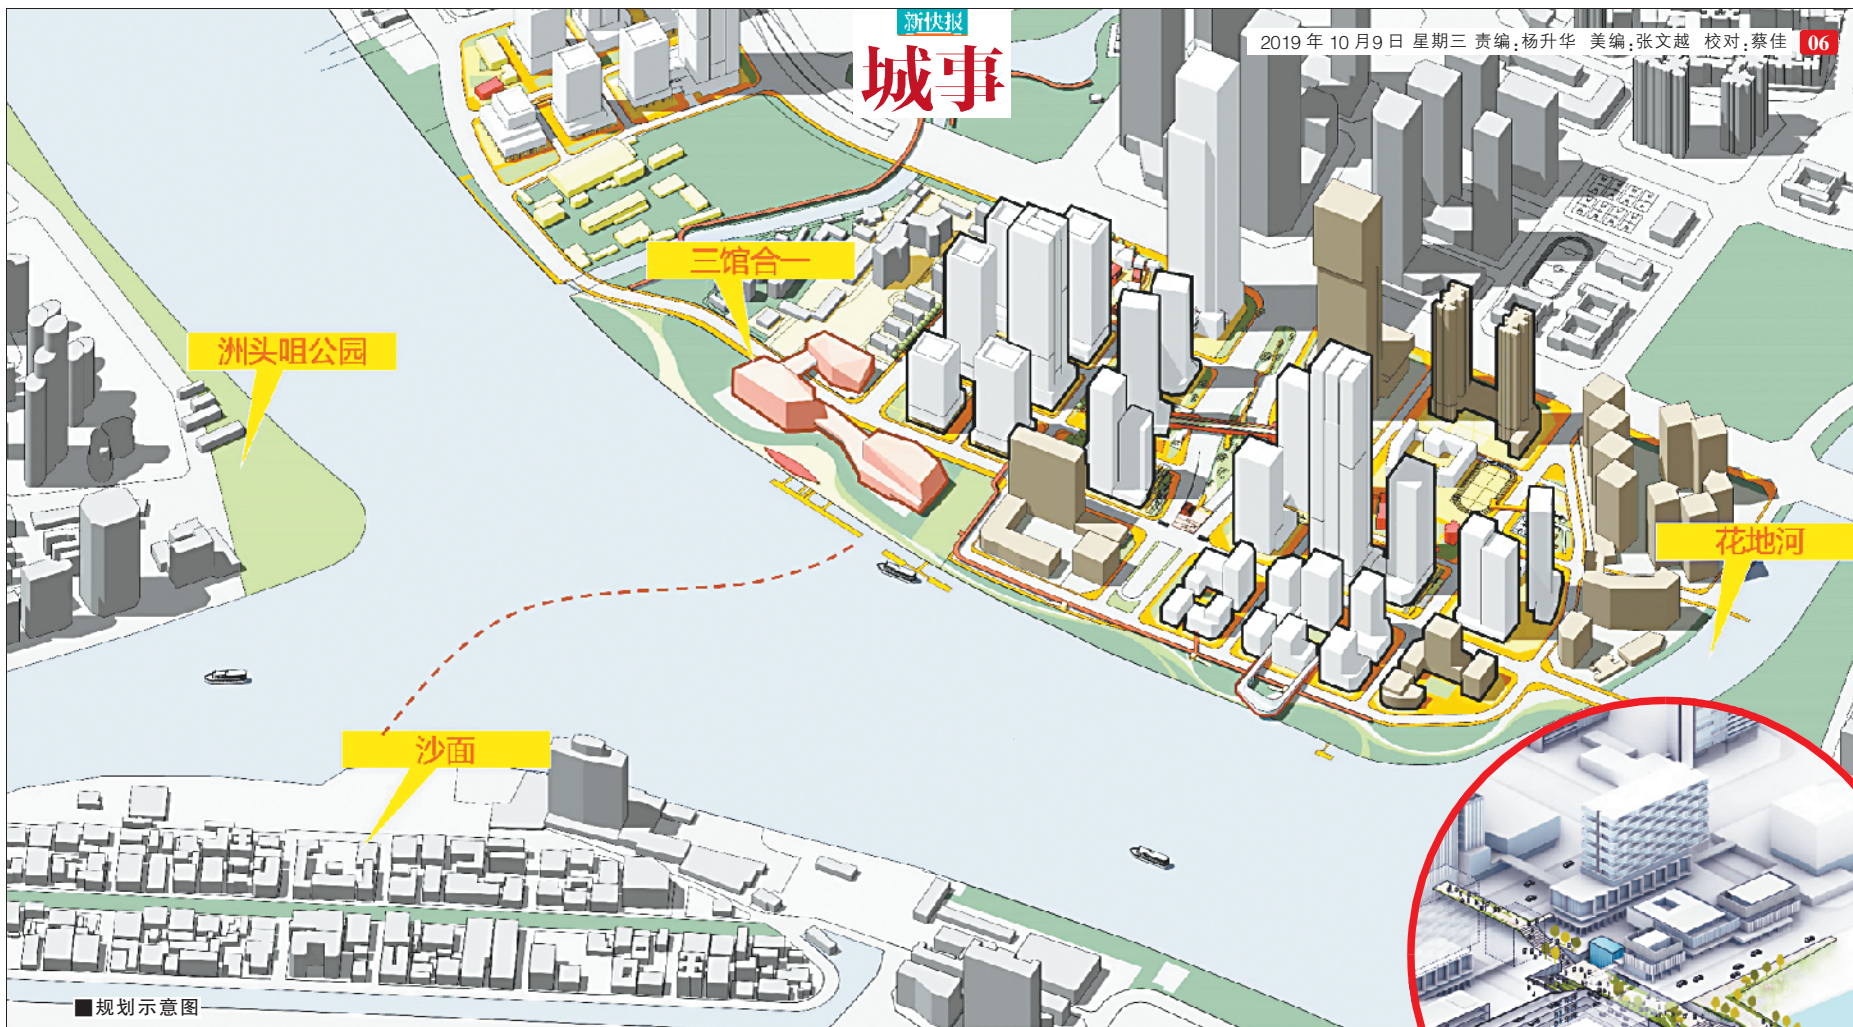 新快报
城事
2019年10月9日 星期三 责编:杨升华 美编:张文越 校对:蔡佳 06
三馆合一
洲头咀公园
花地河
沙面
■规划示意图